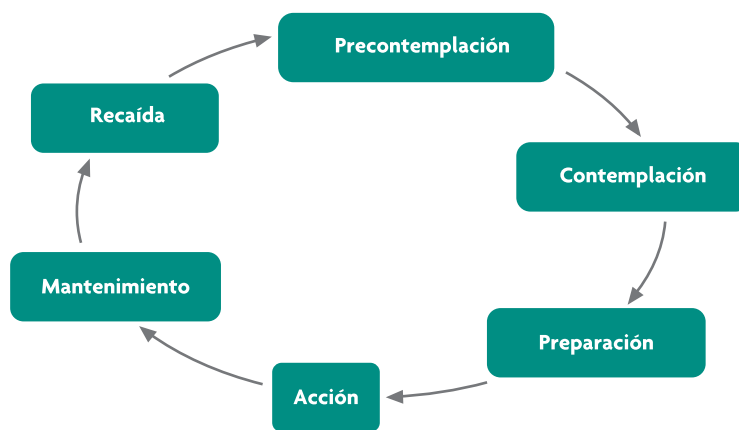 Precontemplación
Contemplación
Preparación
Acción
Mantenimiento
Recaída